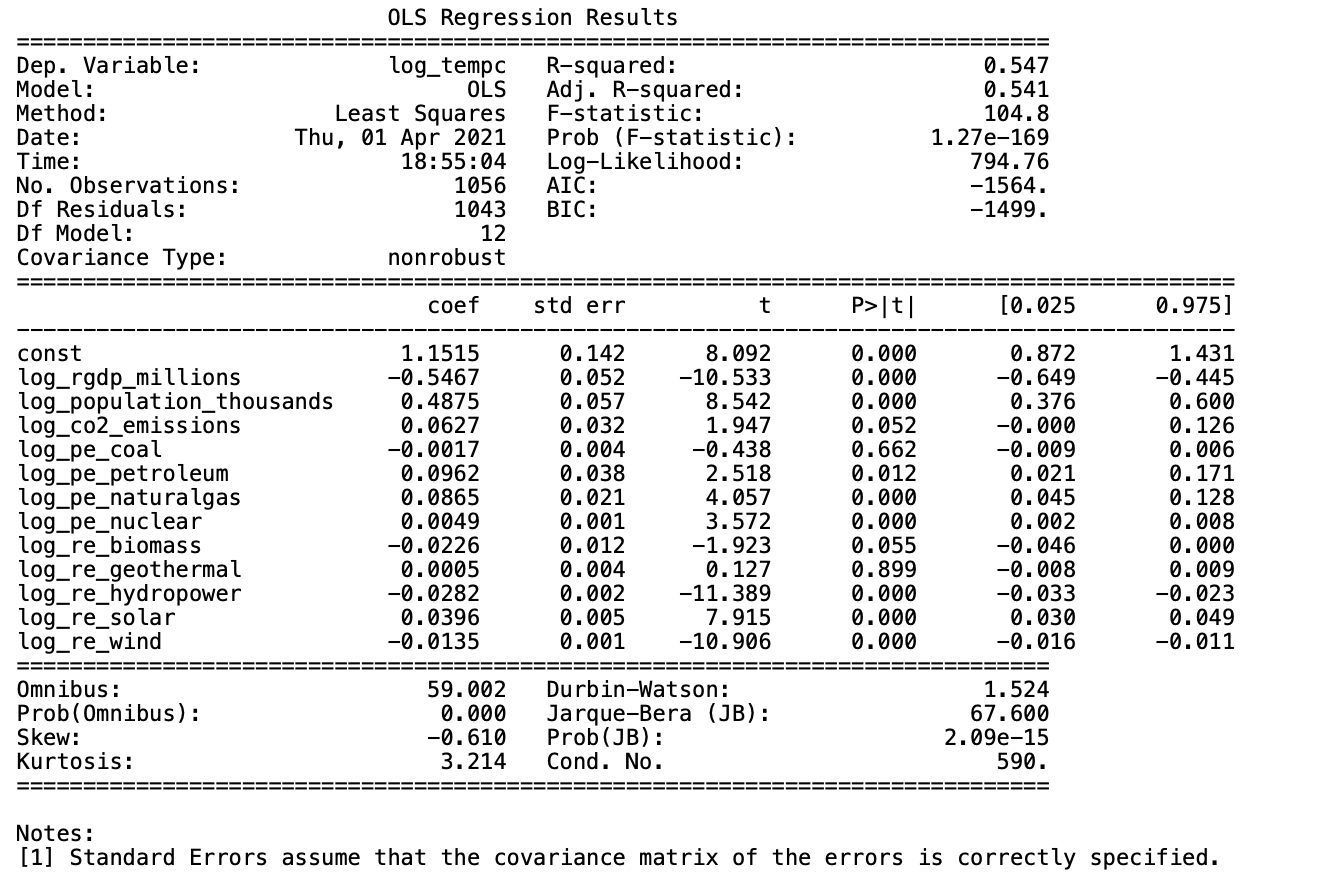 OLS Regression Results
==============================================================================
Dep. Variable:              log_tempc   R-squared:                       0.547
Model:                            OLS   Adj. R-squared:                  0.541
Method:                 Least Squares   F-statistic:                     104.8
Date:                Thu, 01 Apr 2021   Prob (F-statistic):          1.27e-169
Time:                        18:55:04   Log-Likelihood:                 794.76
No. Observations:                1056   AIC:                            -1564.
Df Residuals:                    1043   BIC:                            -1499.
Df Model:                          12
Covariance Type:            nonrobust
============================================================================================
                               coef    std err          t      P>|t|      [0.025      0.975]
--------------------------------------------------------------------------------------------
const                        1.1515      0.142      8.092      0.000       0.872       1.431
log_rgdp_millions           -0.5467      0.052    -10.533      0.000      -0.649      -0.445
log_population_thousands     0.4875      0.057      8.542      0.000       0.376       0.600
log_co2_emissions            0.0627      0.032      1.947      0.052      -0.000       0.126
log_pe_coal                 -0.0017      0.004     -0.438      0.662      -0.009       0.006
log_pe_petroleum             0.0962      0.038      2.518      0.012       0.021       0.171
log_pe_naturalgas            0.0865      0.021      4.057      0.000       0.045       0.128
log_pe_nuclear               0.0049      0.001      3.572      0.000       0.002       0.008
log_re_biomass              -0.0226      0.012     -1.923      0.055      -0.046       0.000
log_re_geothermal            0.0005      0.004      0.127      0.899      -0.008       0.009
log_re_hydropower           -0.0282      0.002    -11.389      0.000      -0.033      -0.023
log_re_solar                 0.0396      0.005      7.915      0.000       0.030       0.049
log_re_wind                 -0.0135      0.001    -10.906      0.000      -0.016      -0.011
==============================================================================
Omnibus:                       59.002   Durbin-Watson:                   1.524
Prob(Omnibus):                  0.000   Jarque-Bera (JB):               67.600
Skew:                          -0.610   Prob(JB):                     2.09e-15
Kurtosis:                       3.214   Cond. No.                         590.
==============================================================================
Notes:
[1] Standard Errors assume that the covariance matrix of the errors is correctly specified.